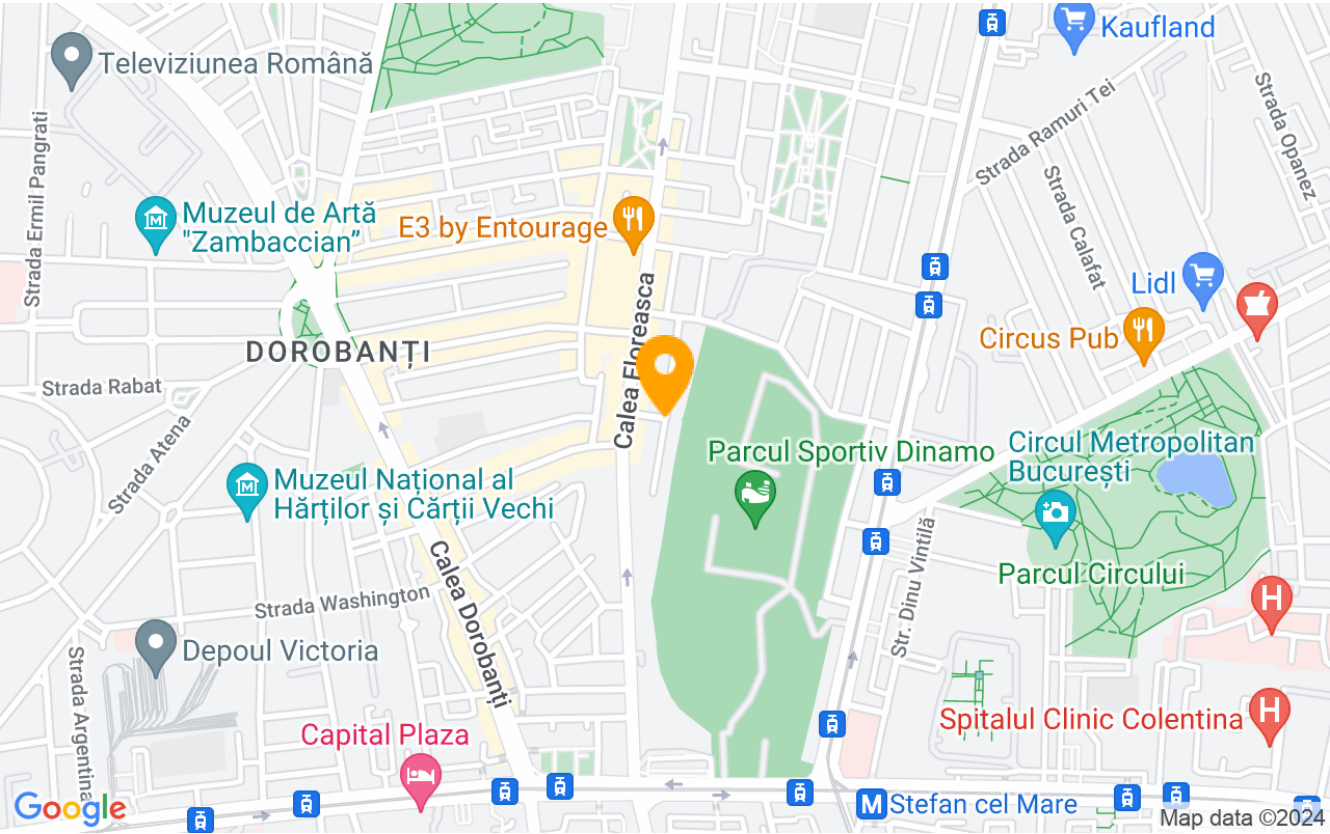 Kaufland
Televiziunea Română
Strada Opanez
Strada Ramuri Tei
Strada Ermil Pangrati
Strada Calafat
Muzeul de Artă
"Zambaccian”
E3 by Entourage
Lidl
Calea Floreasca
Circus Pub
DOROBANȚI
Strada Rabat
Strada Atena
Parcul Sportiv Dinamo
Circul Metropolitan
București
Muzeul Național al
Hărților și Cărții Vechi
Str. Dinu Vintilă
Calea Dorobanți
Parcul Circului
H
Strada Washington
Depoul Victoria
Strada Argentina
Spitalul Clinic Colentina
H
Capital Plaza
M
Stefan cel Mare
Google
Map data ©2024